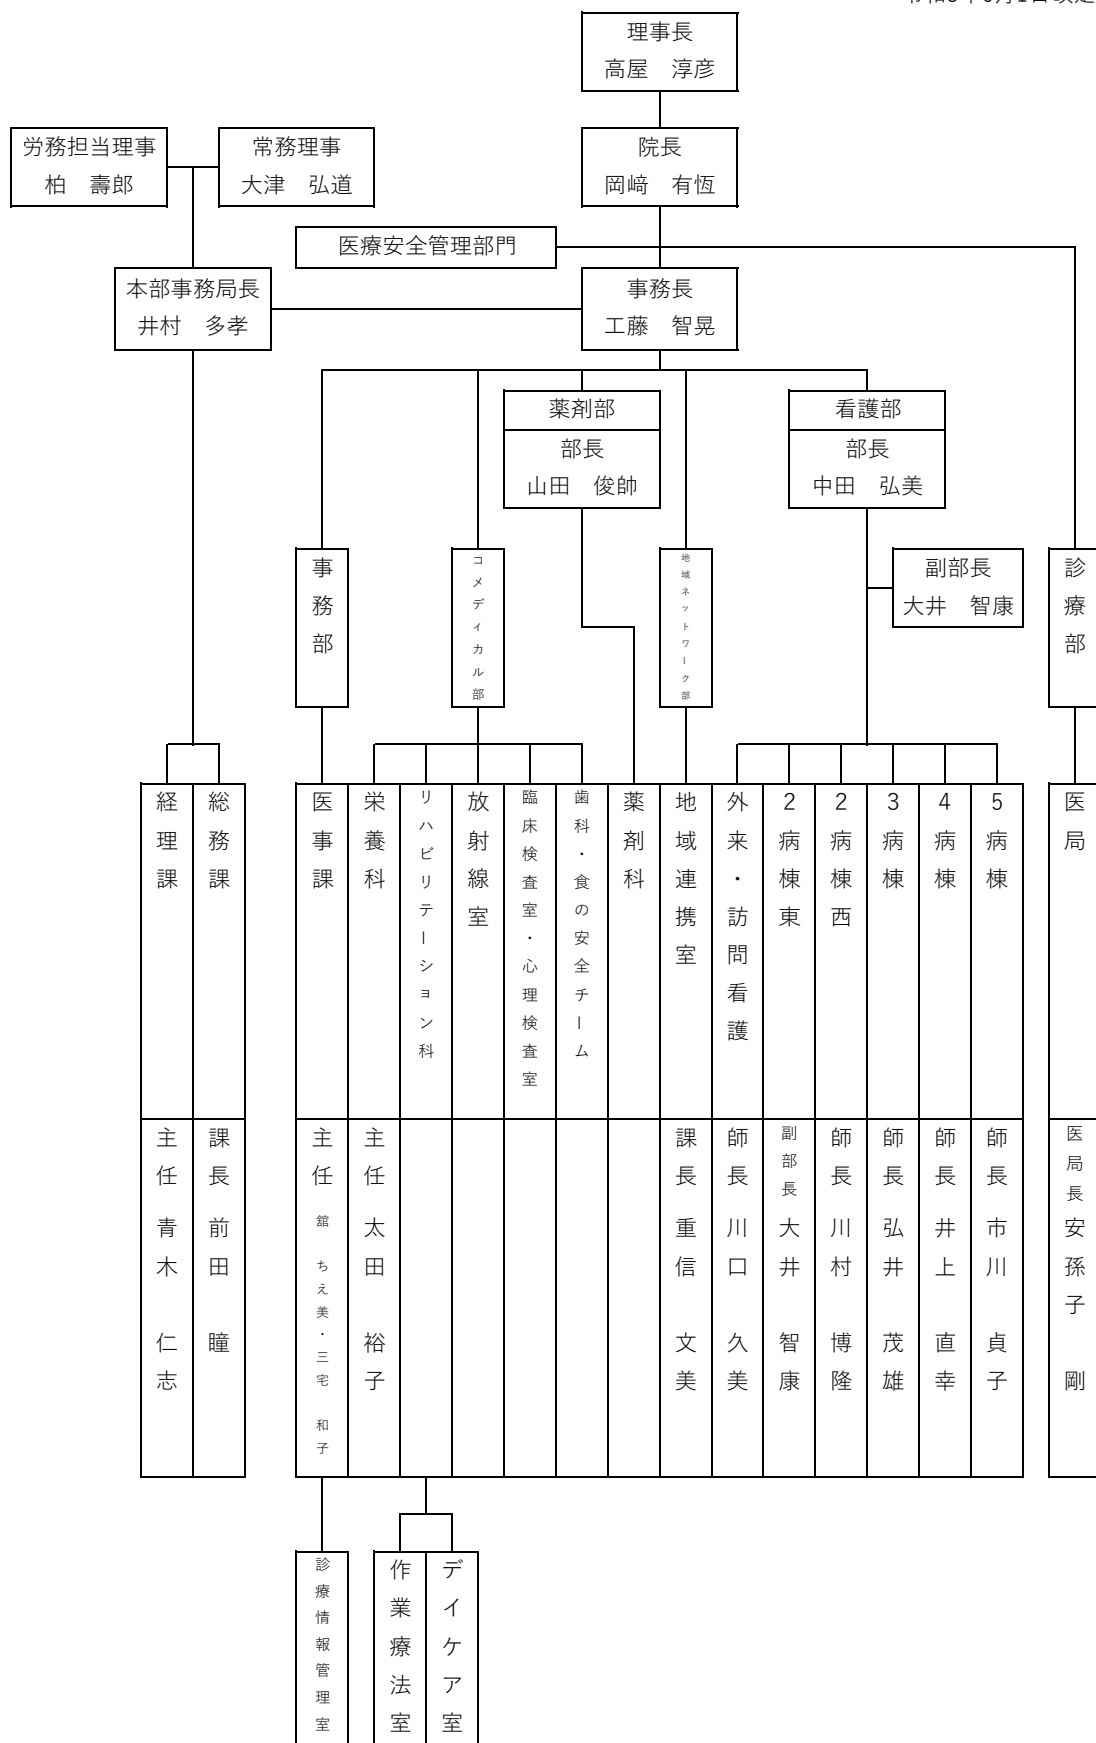 理事長
高屋　淳彦
労務担当理事
柏　壽郎
常務理事
大津　弘道
院長
岡﨑　有恆
医療安全管理部門
本部事務局長
井村　多孝
事務長
工藤　智晃
薬剤部
部長
山田　俊帥
看護部
部長
中田　弘美
事務部
コメディカル部
地域ネットワーク部
副部長
大井　智康
診療部
経理課
総務課
医事課
栄養科
リハビリテーション科
放射線室
臨床検査室・心理検査室
歯科・食の安全チーム
薬剤科
地域連携室
外来・訪問看護
2病棟東
2病棟西
3病棟
4病棟
5病棟
医局
主任 青木　仁志
課長 前田　瞳
主任 舘　ちえ美・三宅　和子
主任 太田　裕子
課長 重信　文美
師長 川口　久美
副部長 大井　智康
師長 川村　博隆
師長 弘井　茂雄
師長 井上　直幸
師長 市川　貞子
医局長 安孫子　剛
診療情報管理室
作業療法室
デイケア室